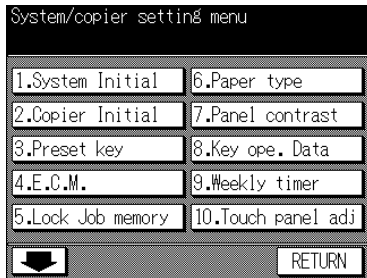 System/copier setting menu
1.System Initial
6.Paper type
2.Copier Initial
7.Panel contrast
3.Preset key
8.Key ope. Data
4.E.C.M.
9.Weekly timer
5.Lock Job memory
10.Touch panel adj
RETURN